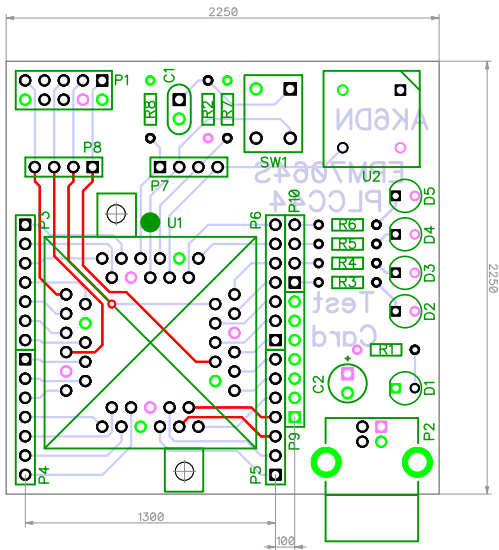 2250
P1
C1
R8
R2
R7
SW1
U2
AK6DN
P8
P7
EPM7064S
PLCC44
P3
U1
P6
P10
D5
R6
D4
R5
R4
D3
R3
Test
D2
Card
R1
C2
+
D1
P4
P5
P9
P2
1300
100
2250